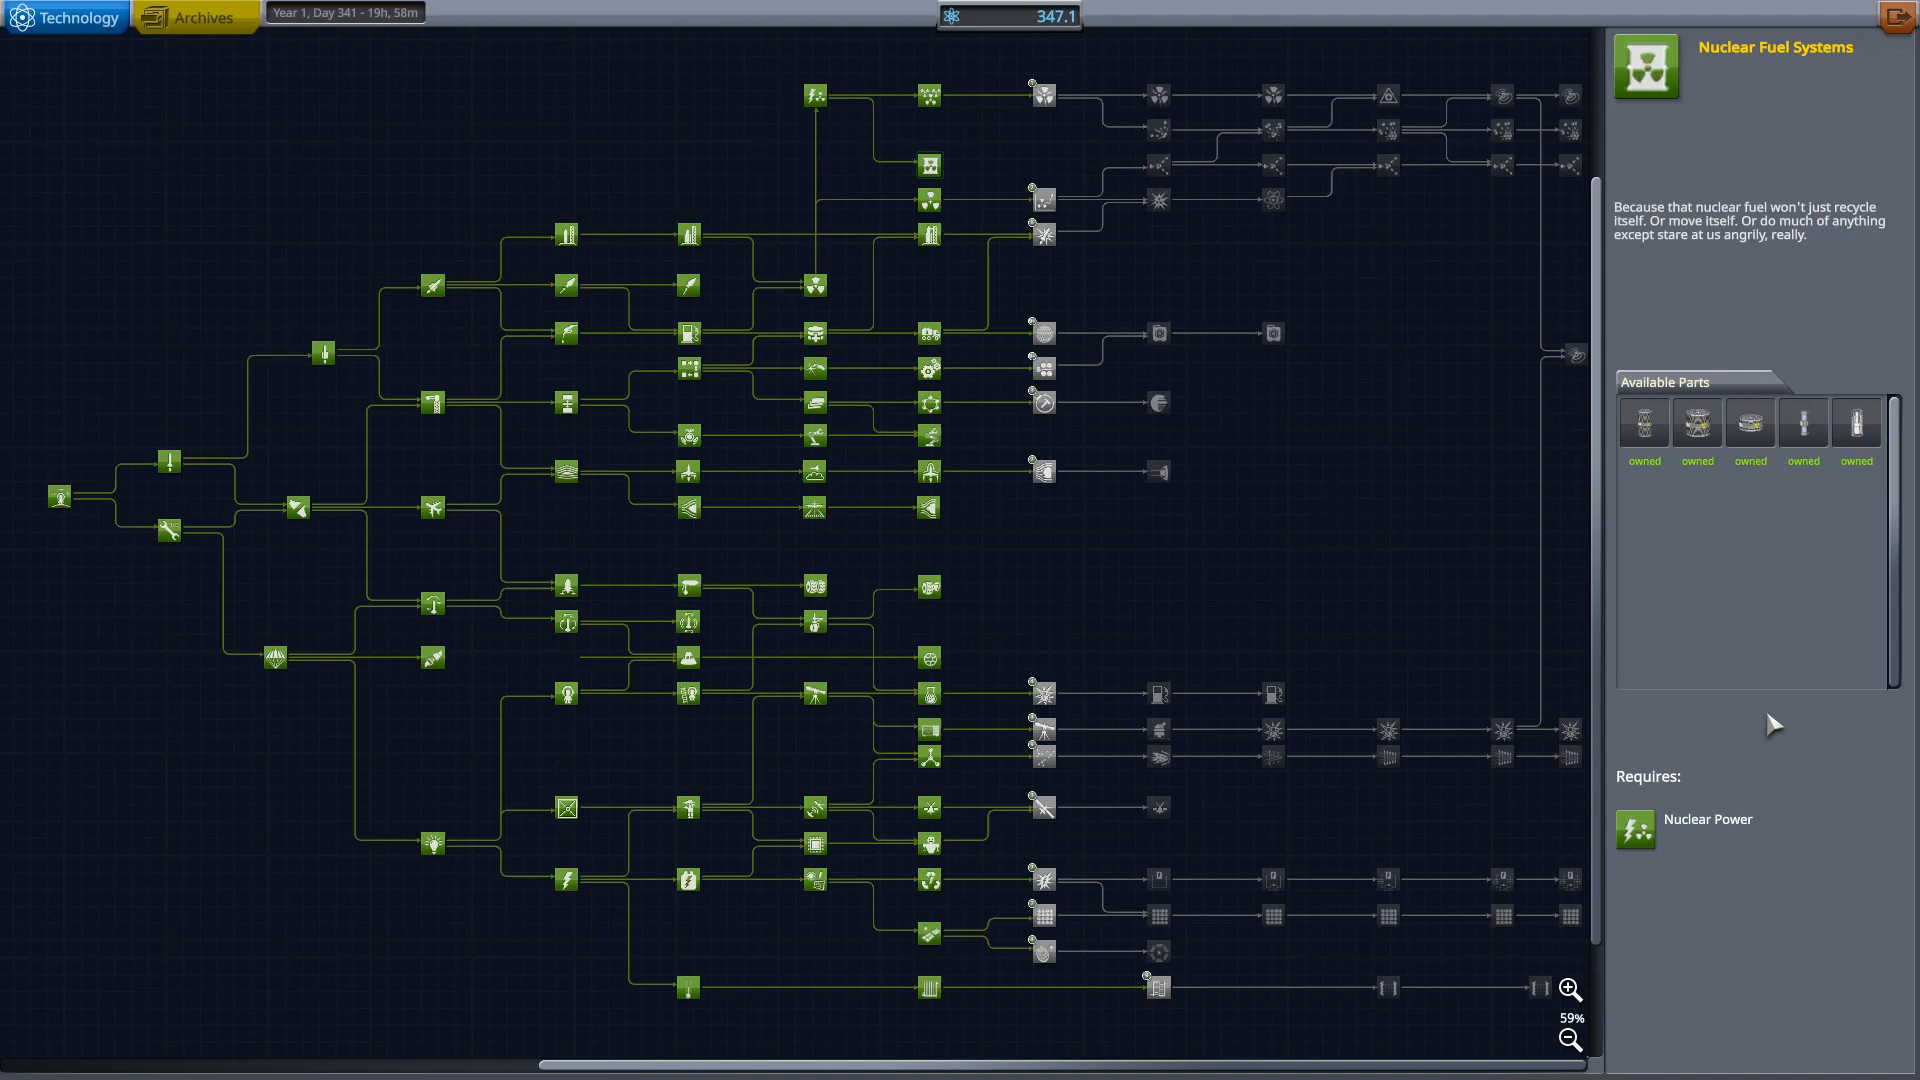 Technology
Archives
Year 1, Day 341 - 19h, 58m
347.1
Nuclear Fuel Systems
Because that nuclear fuel won't just recycle
itself. Or move itself. Or do much of anything
except stare at us angrily, really.
Available Parts
owned owned owned owned owned
Requires:
Nuclear Power
59%